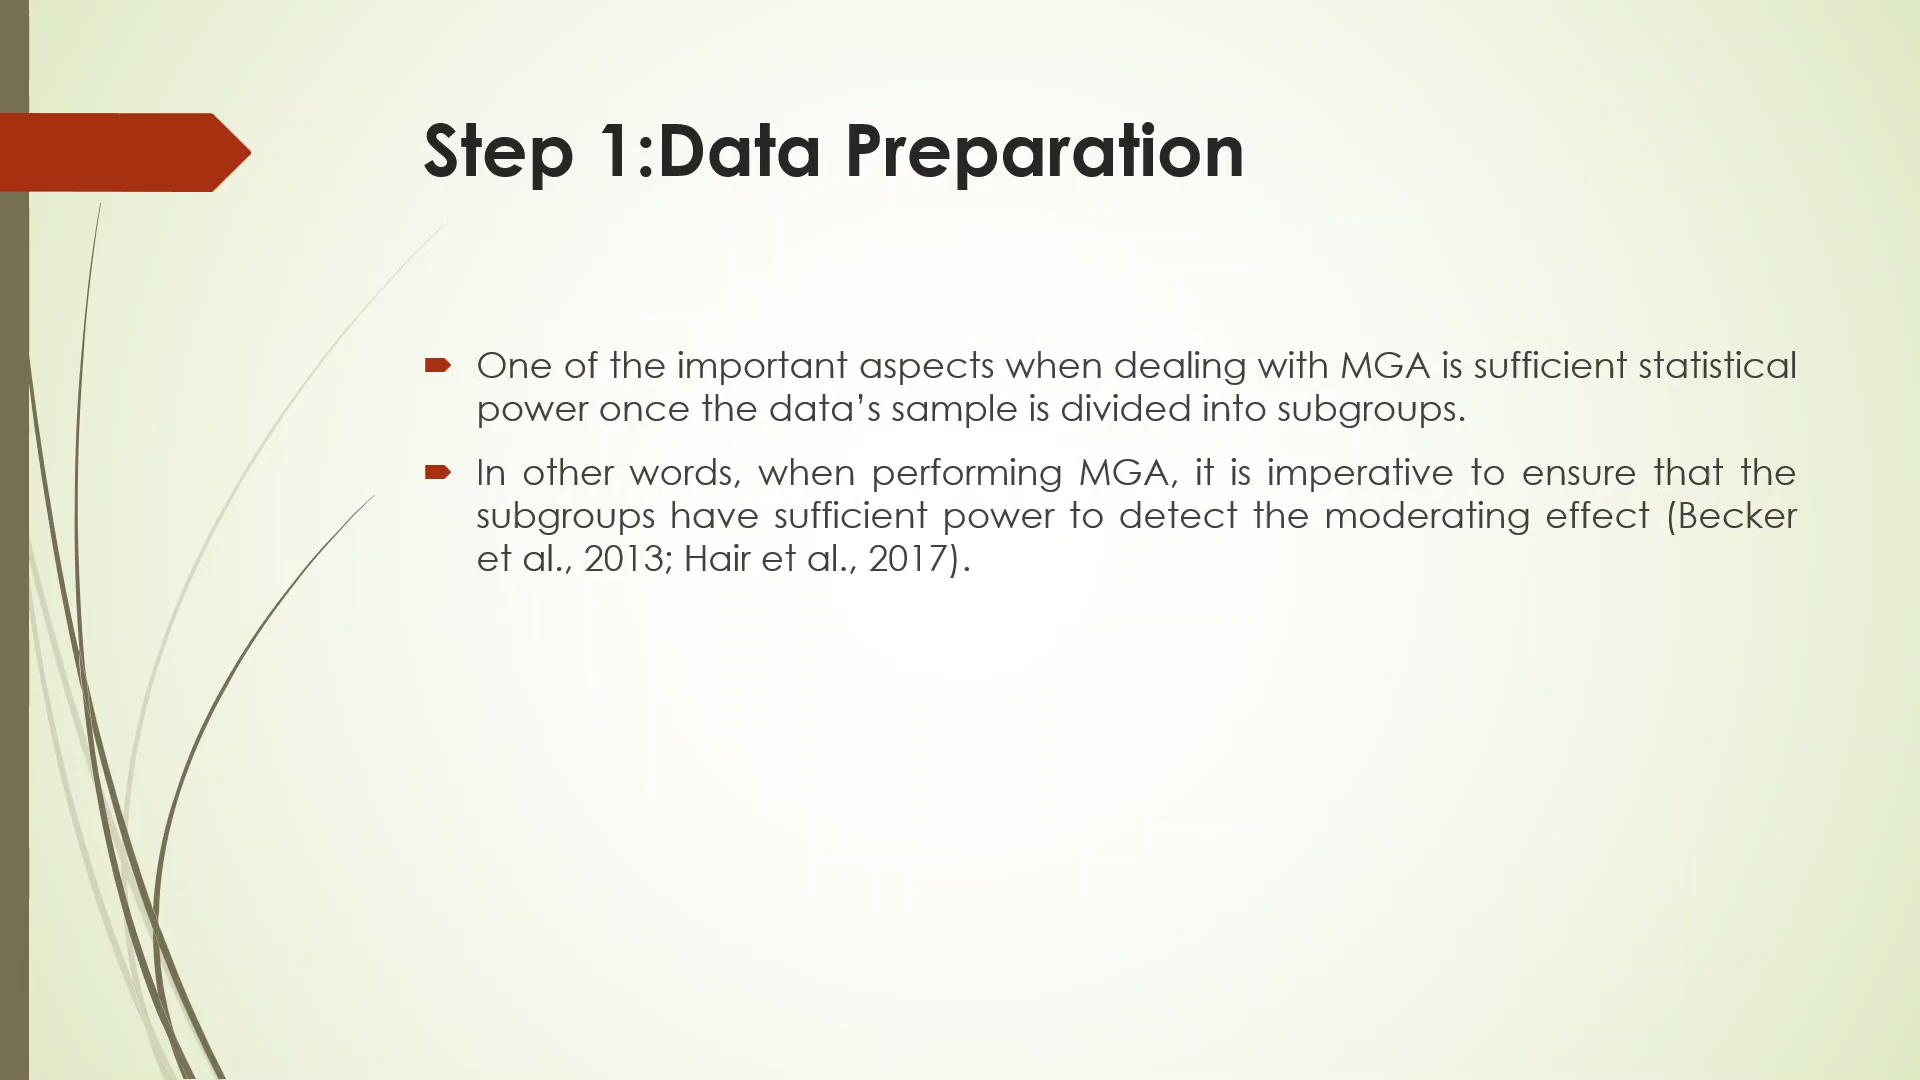 Step 1:Data Preparation
One of the important aspects when dealing with MGA is sufficient statistical
power once the data’s sample is divided into subgroups.
In other words, when performing MGA, it is imperative to ensure that the
subgroups have sufficient power to detect the moderating effect (Becker
et al., 2013; Hair et al., 2017).